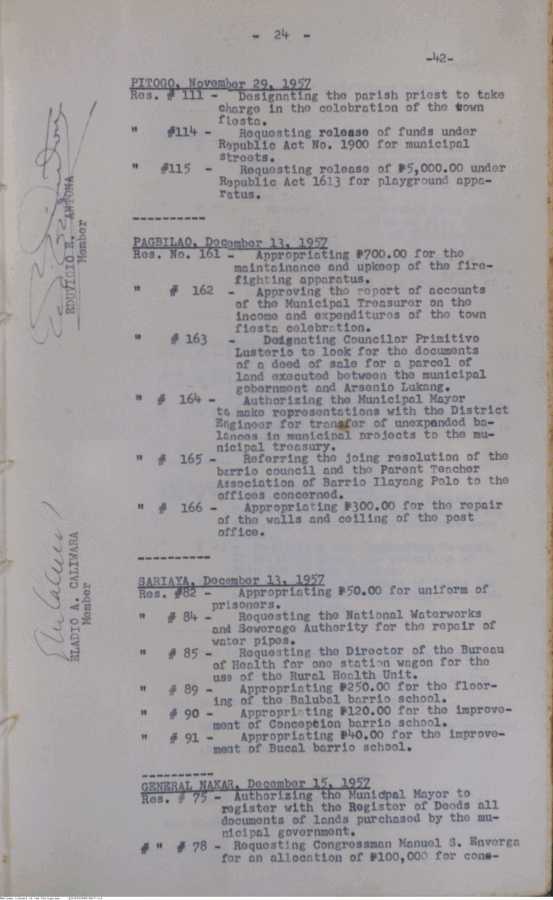 - 24 -
-42-
PITOGO, November 29, 1957
Res. # 111 - Designating the parish priest to take
charge in the celebration of the town
fiesta.
" #114 - Requesting release of funds under
Republic Act No. 1900 for municipal
streets.
" #115 - Requesting release of ₱5,000.00 under
Republic Act 1613 for playground appa-
ratus.
----------
PAGBILAO, December 13, 1957
Res. No. 161 - Appropriating ₱700.00 for the
maintainance and upkeep of the fire-
fighting apparatus.
" # 162 - Approving the report of accounts
of the Municipal Treasurer on the
income and expenditures of the town
fiesta celebration.
" # 163 - Designating Councilor Primitivo
Lusterio to look for the documents
of a deed of sale for a parcel of
land executed between the municipal
gobernment and Arsenio Lukang.
" # 164 - Authorizing the Municipal Mayor
to make representations with the District
Engineer for transfer of unexpended ba-
lances in municipal projects to the mu-
nicipal treasury.
" # 165 - Referring the joing resolution of the
barrio council and the Parent Teacher
Association of Barrio Ilayang Polo to the
offices concerned.
" # 166 - Appropriating ₱300.00 for the repair
of the walls and ceiling of the post
office.
----------
SARIAYA, December 13, 1957
Res. #82 - Appropriating ₱50.00 for uniform of
prisoners.
" # 84 - Requesting the National Waterworks
and Sewerage Authority for the repair of
water pipes.
" # 85 - Requesting the Director of the Bureau
of Health for one station wagon for the
use of the Rural Health Unit.
" # 89 - Appropriating ₱250.00 for the floor-
ing of the Balubal barrio school.
" # 90 - Appropriating ₱120.00 for the improve-
ment of Concepcion barrio school.
" # 91 - Appropriating ₱40.00 for the improve-
ment of Bucal barrio school.
----------
GENERAL NAKAR, December 15, 1957
Res. # 75 - Authorizing the Municpal Mayor to
register with the Register of Deeds all
documents of lands purchased by the mu-
nicipal government.
# " # 78 - Requesting Congressman Manuel S. Enverga
for an allocation of ₱100,000 for cons-
EDUVICIO E. ANTONA
Member
ELADIO A. CALIWARA
Member